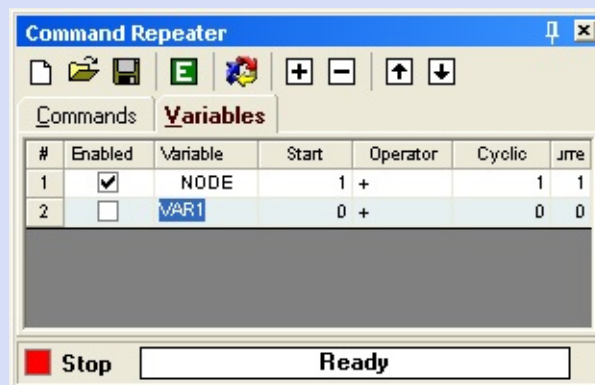 Command Repeater
E
Commands Variables
# Enabled Variable Start Operator Cyclic urre
1 NODE 1 + 1 1
2 VAR1 0 + 0 0
Stop Ready